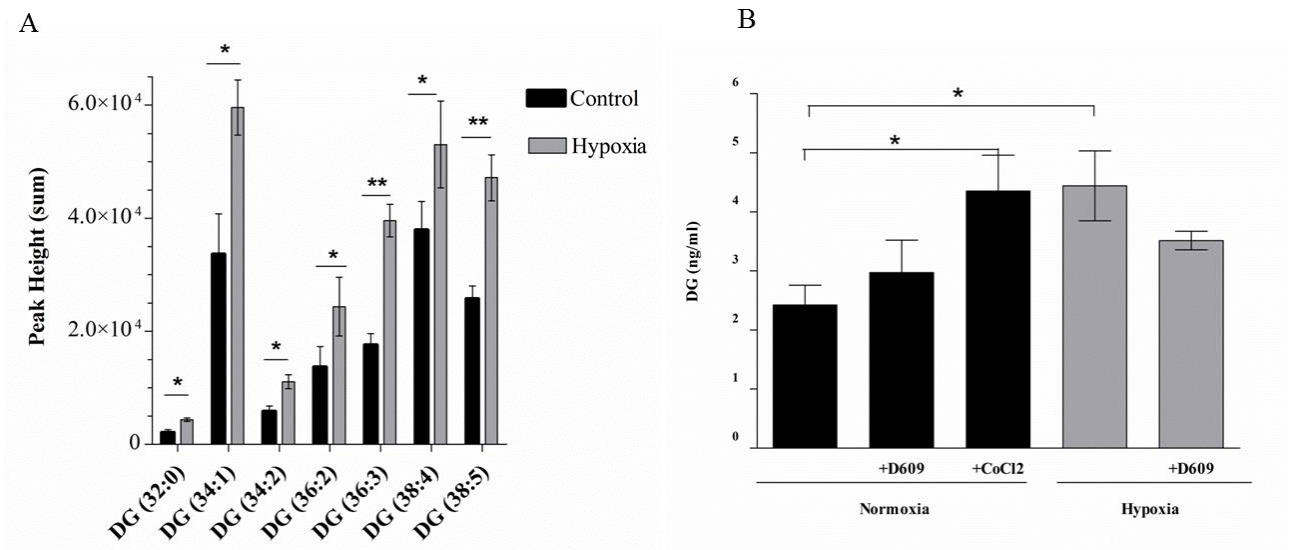 A
Peak Height (sum)
6.0×10⁴
4.0×10⁴
2.0×10⁴
0
*
*
*
*
**
*
**
DG (32:0)
DG (34:1)
DG (34:2)
DG (36:2)
DG (36:3)
DG (38:4)
DG (38:5)
Control
Hypoxia
B
DG (ng/ml)
6
5
4
3
2
1
0
*
*
+D609
+CoCl2
+D609
Normoxia
Hypoxia